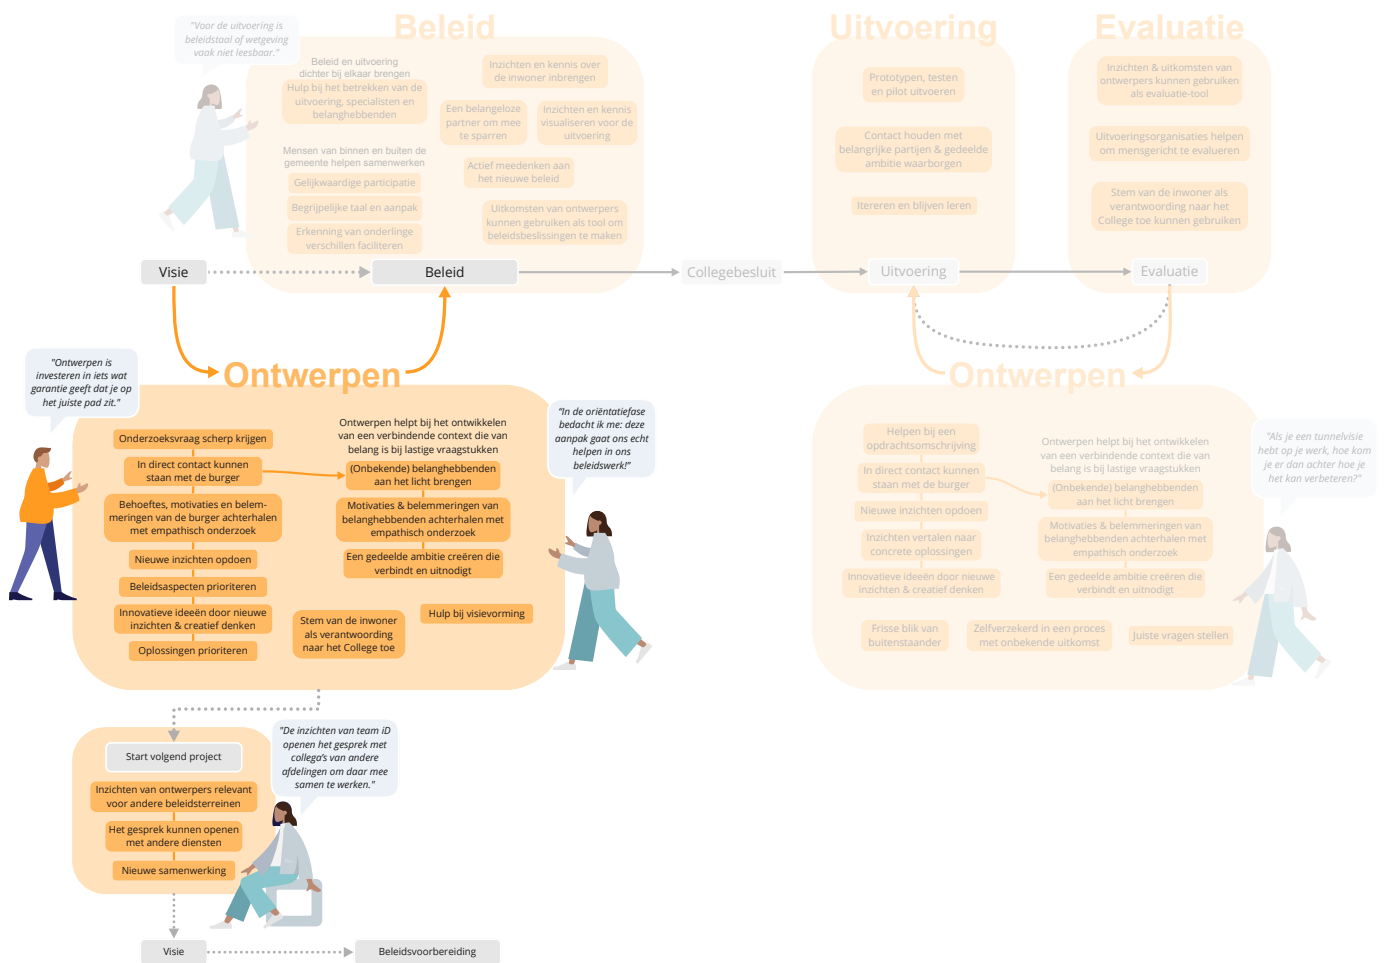 Beleid
Uitvoering
Evaluatie
"Voor de uitvoering is
beleidstaal of wetgeving
vaak niet leesbaar."
Beleid en uitvoering
dichter bij elkaar brengen
Hulp bij het betrekken van de
uitvoering, specialisten en
belanghebbenden
Mensen van binnen en buiten de
gemeente helpen samenwerken
Gelijkwaardige participatie
Begrijpelijke taal en aanpak
Erkenning van onderlinge
verschillen faciliteren
Inzichten en kennis over
de inwoner inbrengen
Een belangeloze
partner om mee
te sparren
Inzichten en kennis
visualiseren voor de
uitvoering
Actief meedenken aan
het nieuwe beleid
Uitkomsten van ontwerpers
kunnen gebruiken als tool om
beleidsbeslissingen te maken
Prototypen, testen
en pilot uitvoeren
Contact houden met
belangrijke partijen & gedeelde
ambitie waarborgen
Itereren en blijven leren
Inzichten & uitkomsten van
ontwerpers kunnen gebruiken
als evaluatie-tool
Uitvoeringsorganisaties helpen
om mensgericht te evalueren
Stem van de inwoner als
verantwoording naar het
College toe kunnen gebruiken
Visie
Beleid
Collegebesluit
Uitvoering
Evaluatie
Ontwerpen
"Ontwerpen is
investeren in iets wat
garantie geeft dat je op
het juiste pad zit."
Onderzoeksvraag scherp krijgen
In direct contact kunnen
staan met de burger
Behoeftes, motivaties en belem-
meringen van de burger achterhalen
met empathisch onderzoek
Nieuwe inzichten opdoen
Beleidsaspecten prioriteren
Innovatieve ideeën door nieuwe
inzichten & creatief denken
Oplossingen prioriteren
Ontwerpen helpt bij het ontwikkelen
van een verbindende context die van
belang is bij lastige vraagstukken
(Onbekende) belanghebbenden
aan het licht brengen
Motivaties & belemmeringen van
belanghebbenden achterhalen met
empathisch onderzoek
Een gedeelde ambitie creëren die
verbindt en uitnodigt
Stem van de inwoner
als verantwoording
naar het College toe
Hulp bij visievorming
"In de oriëntatiefase
bedacht ik me: deze
aanpak gaat ons echt
helpen in ons
beleidswerk!"
Ontwerpen
Helpen bij een
opdrachtsomschrijving
In direct contact kunnen
staan met de burger
Nieuwe inzichten opdoen
Inzichten vertalen naar
concrete oplossingen
Innovatieve ideeën door nieuwe
inzichten & creatief denken
Ontwerpen helpt bij het ontwikkelen
van een verbindende context die van
belang is bij lastige vraagstukken
(Onbekende) belanghebbenden
aan het licht brengen
Motivaties & belemmeringen van
belanghebbenden achterhalen met
empathisch onderzoek
Een gedeelde ambitie creëren die
verbindt en uitnodigt
Frisse blik van
buitenstaander
Zelfverzekerd in een proces
met onbekende uitkomst
Juiste vragen stellen
"Als je een tunnelvisie
hebt op je werk, hoe kom
je er dan achter hoe je
het kan verbeteren?"
Start volgend project
Inzichten van ontwerpers relevant
voor andere beleidsterreinen
Het gesprek kunnen openen
met andere diensten
Nieuwe samenwerking
"De inzichten van team iD
openen het gesprek met
collega's van andere
afdelingen om daar mee
samen te werken."
Visie
Beleidsvoorbereiding